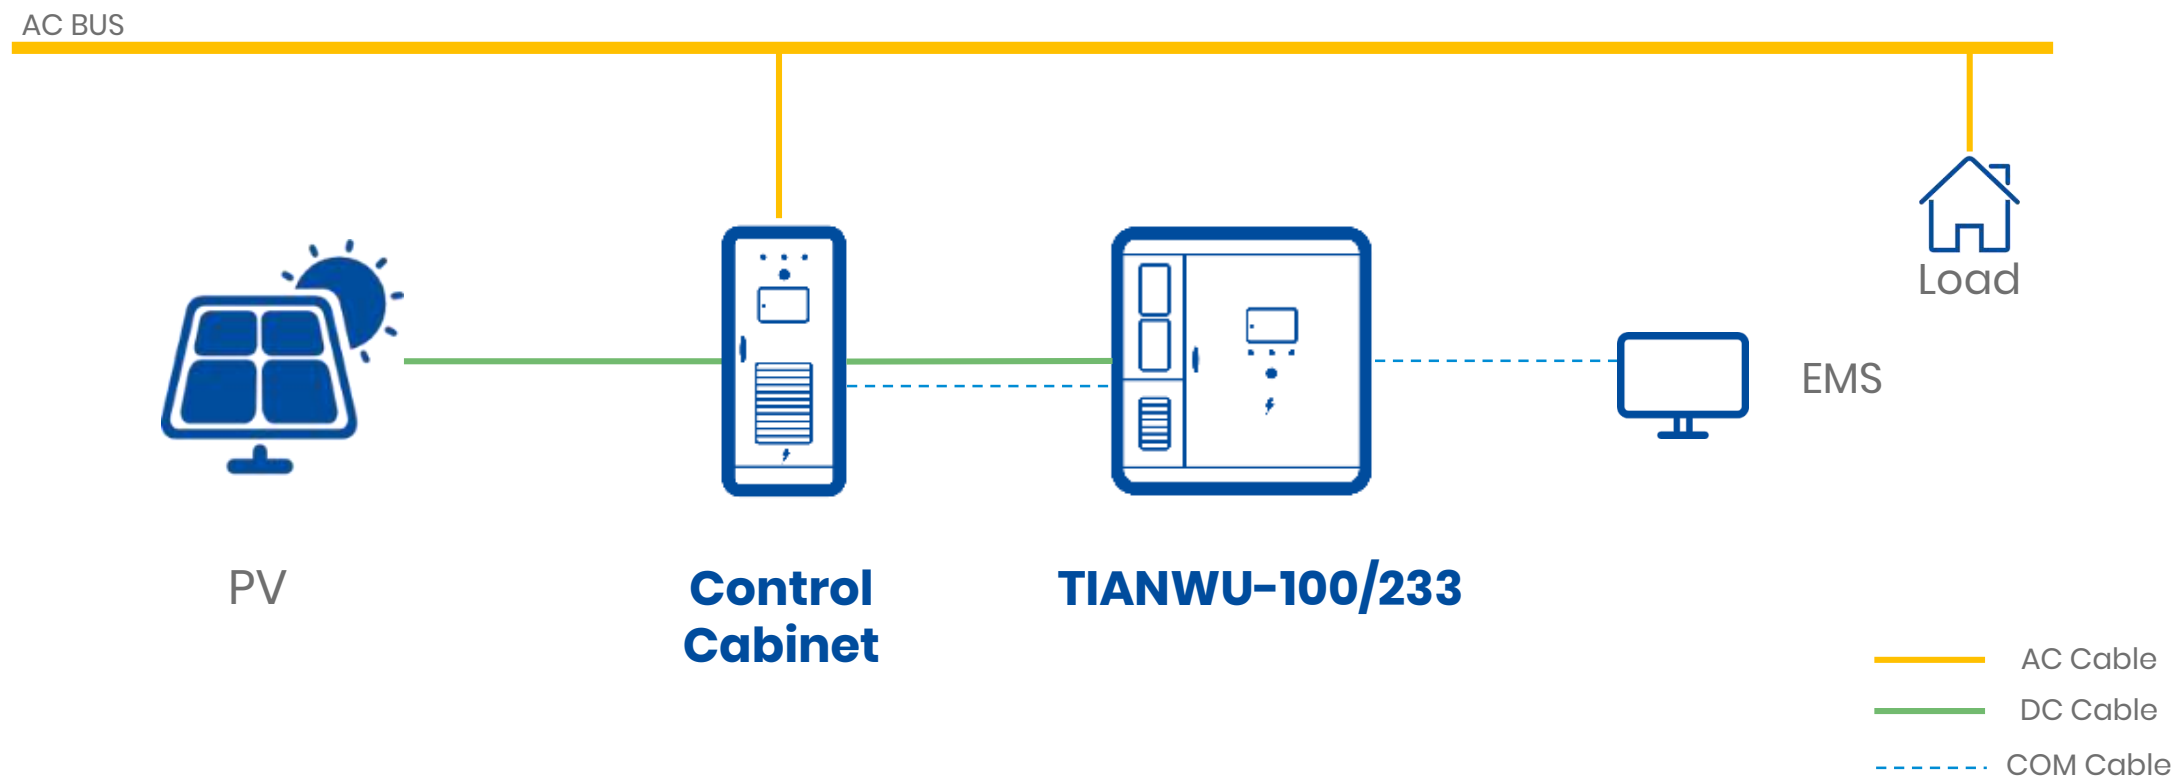 AC BUS
Load
EMS
PV
Control
Cabinet
TIANWU-100/233
AC Cable
DC Cable
COM Cable